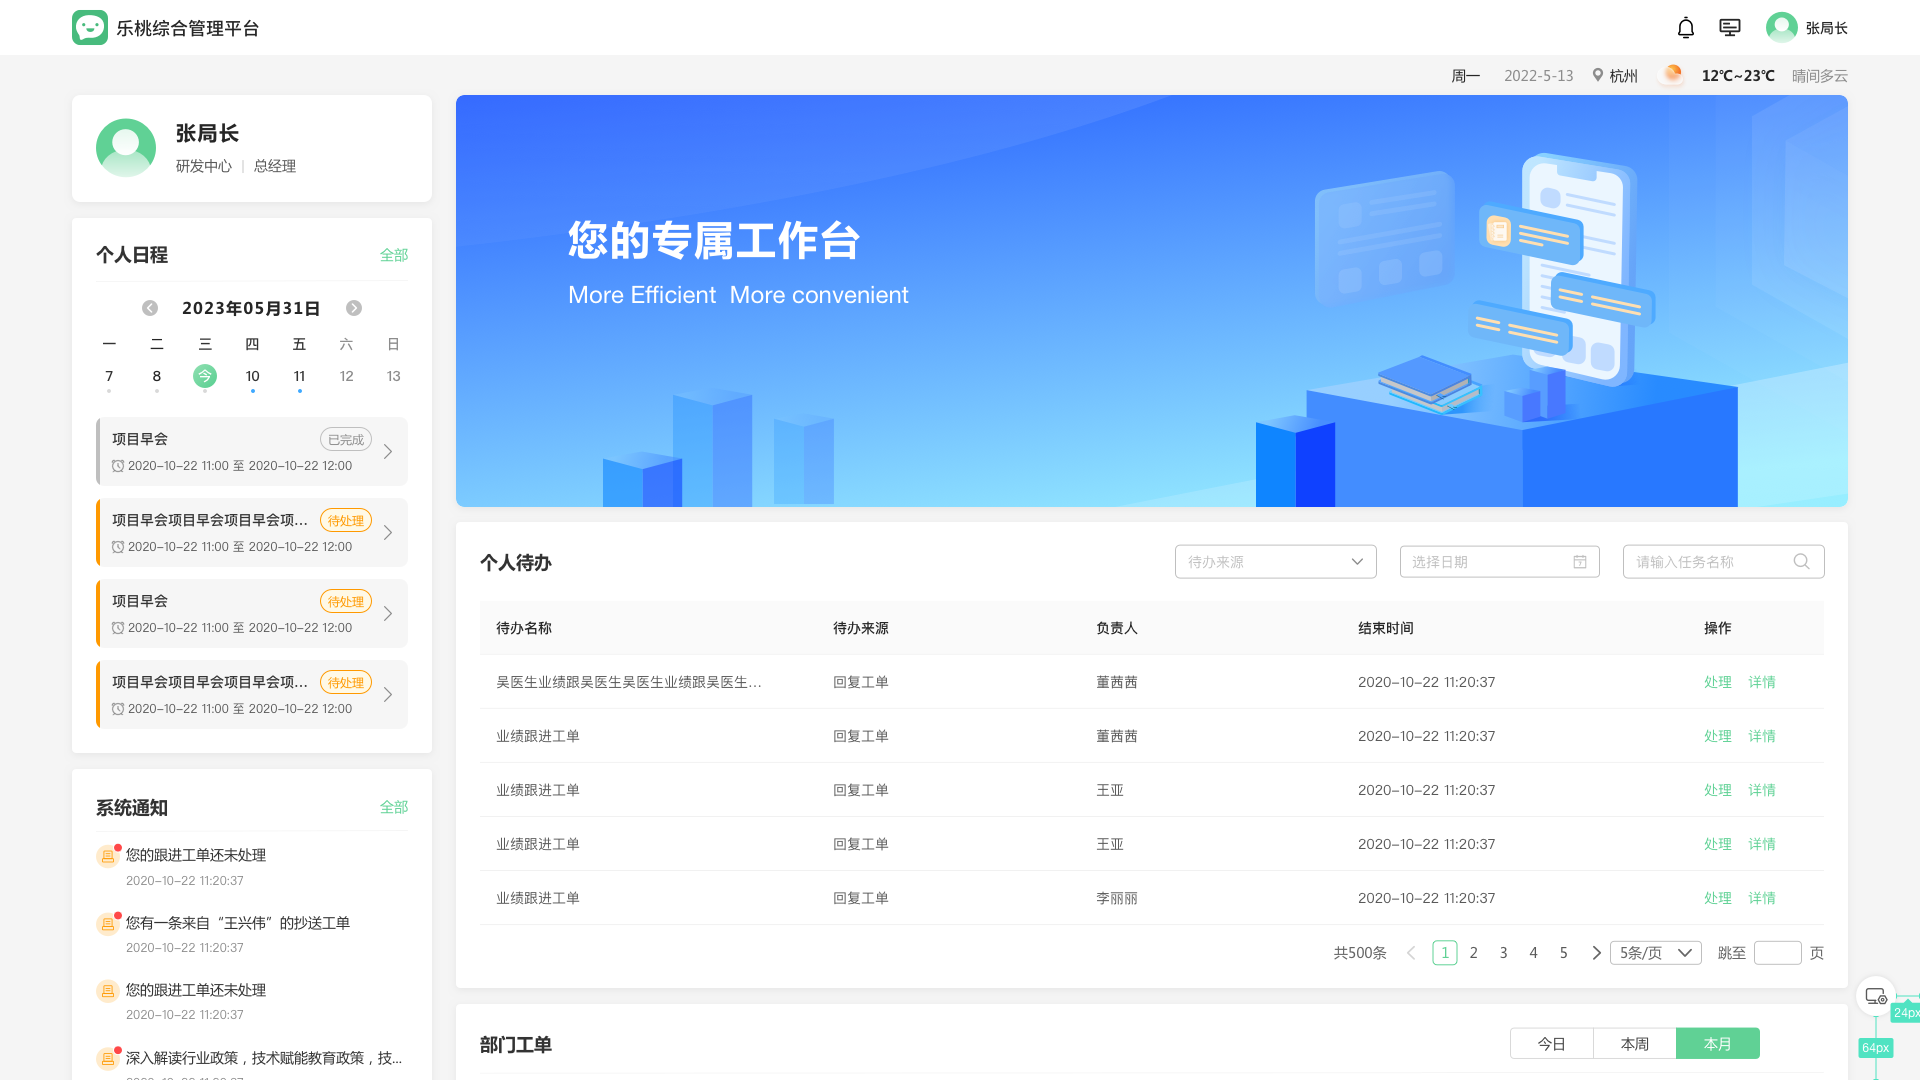 乐桃综合管理平台
张局长
周一 2022-5-13 杭州 12℃~23℃ 晴间多云
张局长
研发中心 总经理
个人日程 全部
2023年05月31日
一 二 三 四 五 六 日
7 8 今 10 11 12 13
项目早会 已完成
2020-10-22 11:00 至 2020-10-22 12:00
项目早会项目早会项目早会项... 待处理
2020-10-22 11:00 至 2020-10-22 12:00
项目早会 待处理
2020-10-22 11:00 至 2020-10-22 12:00
项目早会项目早会项目早会项... 待处理
2020-10-22 11:00 至 2020-10-22 12:00
系统通知 全部
您的跟进工单还未处理
2020-10-22 11:20:37
您有一条来自“王兴伟”的抄送工单
2020-10-22 11:20:37
您的跟进工单还未处理
2020-10-22 11:20:37
深入解读行业政策，技术赋能教育政策，技...
您的专属工作台
More Efficient More convenient
个人待办 待办来源 选择日期 请输入任务名称
待办名称 待办来源 负责人 结束时间 操作
吴医生业绩跟吴医生吴医生业绩跟吴医生... 回复工单 董茜茜 2020-10-22 11:20:37 处理 详情
业绩跟进工单 回复工单 董茜茜 2020-10-22 11:20:37 处理 详情
业绩跟进工单 回复工单 王亚 2020-10-22 11:20:37 处理 详情
业绩跟进工单 回复工单 王亚 2020-10-22 11:20:37 处理 详情
业绩跟进工单 回复工单 李丽丽 2020-10-22 11:20:37 处理 详情
共500条 1 2 3 4 5 5条/页 跳至 页
部门工单 今日 本周 本月
24px
64px